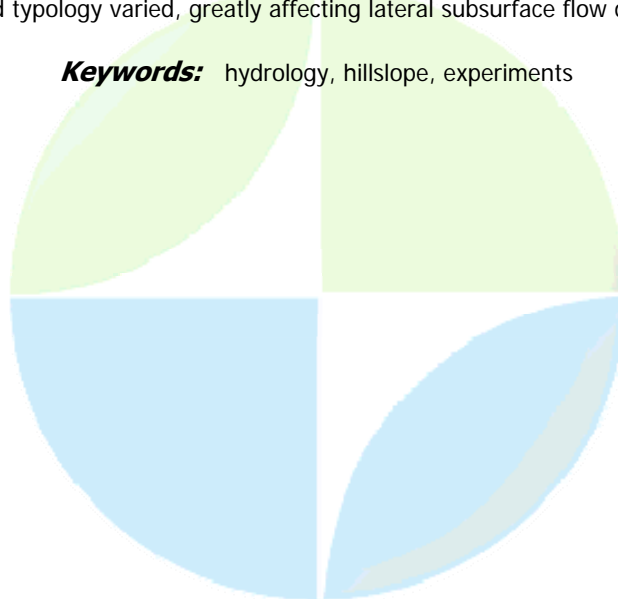 d typology varied, greatly affecting lateral subsurface flow
Keywords: hydrology, hillslope, experiments